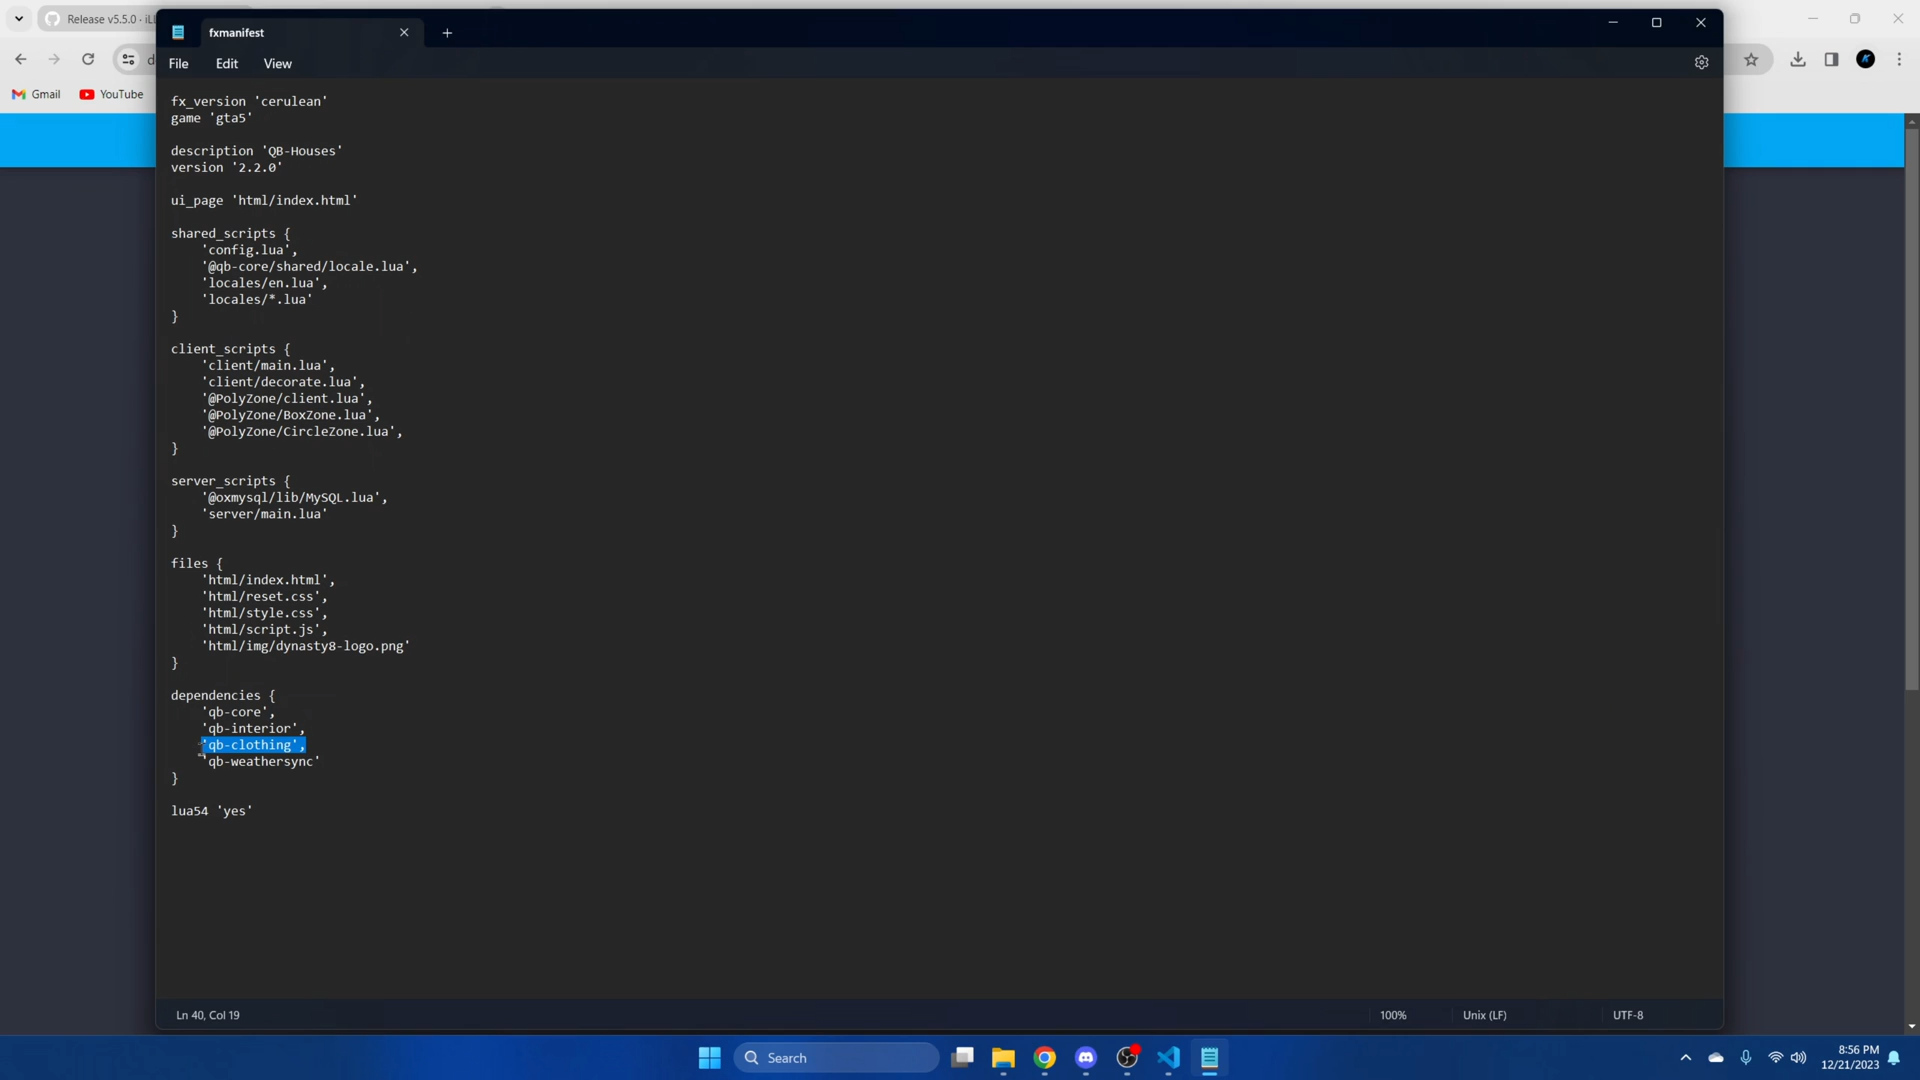 Release v5.5.0 · iLL
fxmanifest
File Edit View
Gmail YouTube
fx_version 'cerulean'
game 'gta5'
description 'QB-Houses'
version '2.2.0'
ui_page 'html/index.html'
shared_scripts {
'config.lua',
'@qb-core/shared/locale.lua',
'locales/en.lua',
'locales/*.lua'
}
client_scripts {
'client/main.lua',
'client/decorate.lua',
'@PolyZone/client.lua',
'@PolyZone/BoxZone.lua',
'@PolyZone/CircleZone.lua',
}
server_scripts {
'@oxmysql/lib/MySQL.lua',
'server/main.lua'
}
files {
'html/index.html',
'html/reset.css',
'html/style.css',
'html/script.js',
'html/img/dynasty8-logo.png'
}
dependencies {
'qb-core',
'qb-interior',
'qb-clothing',
'qb-weathersync'
}
lua54 'yes'
Ln 40, Col 19 100% Unix (LF) UTF-8
Search
8:56 PM
12/21/2023